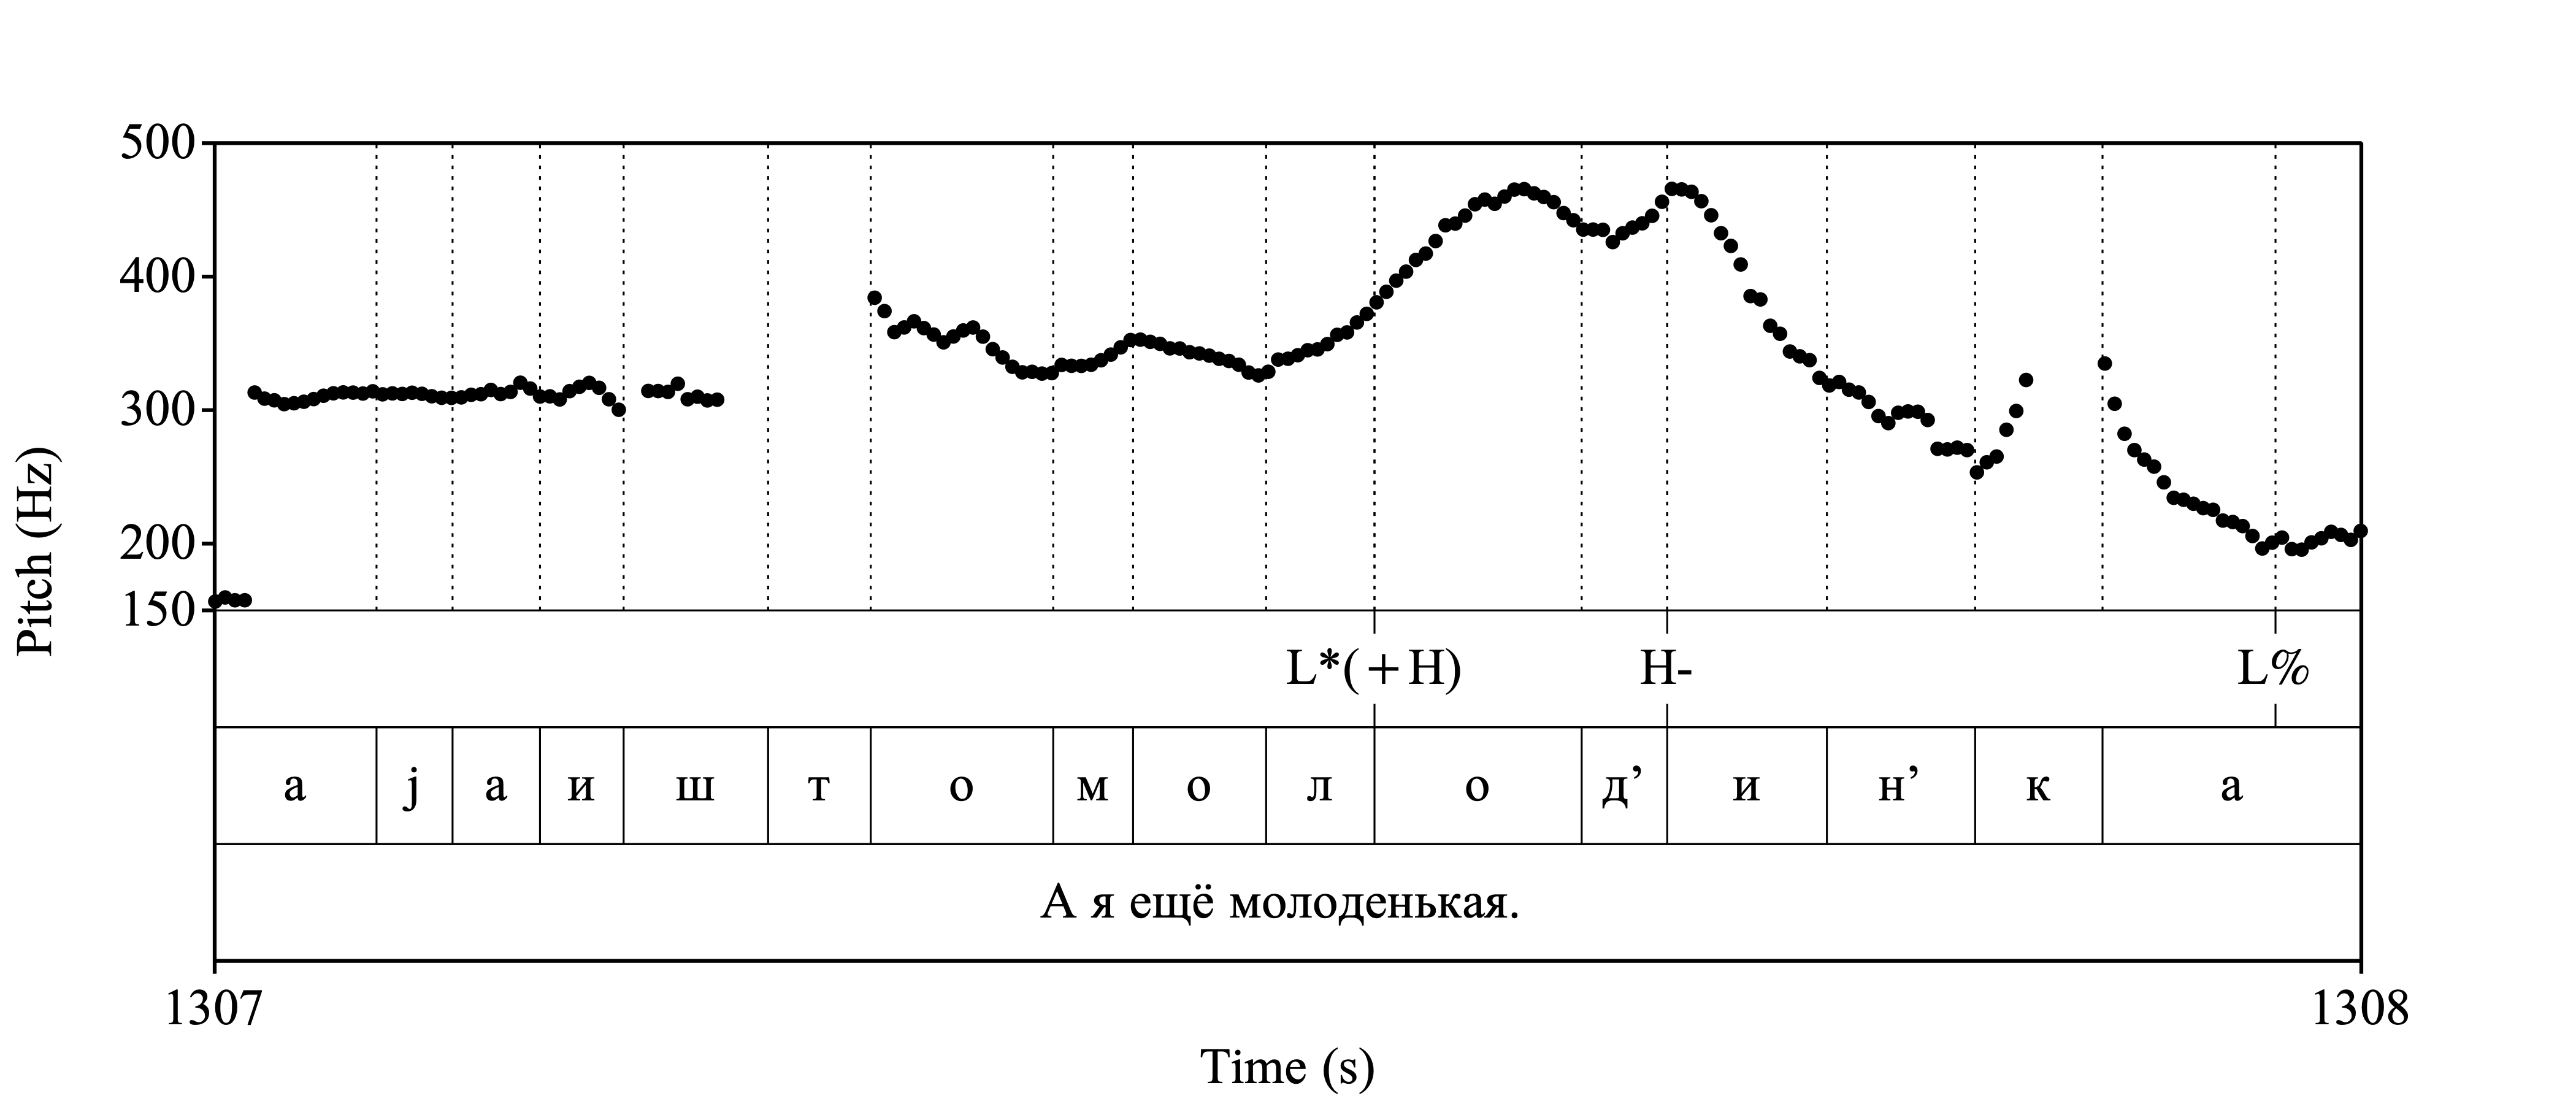 500
400
300
200
150
Pitch (Hz)
L*(+H) H- L%
а ј а и ш т о м о л о д’ и н’ к а
А я ещё молоденькая.
1307 1308
Time (s)